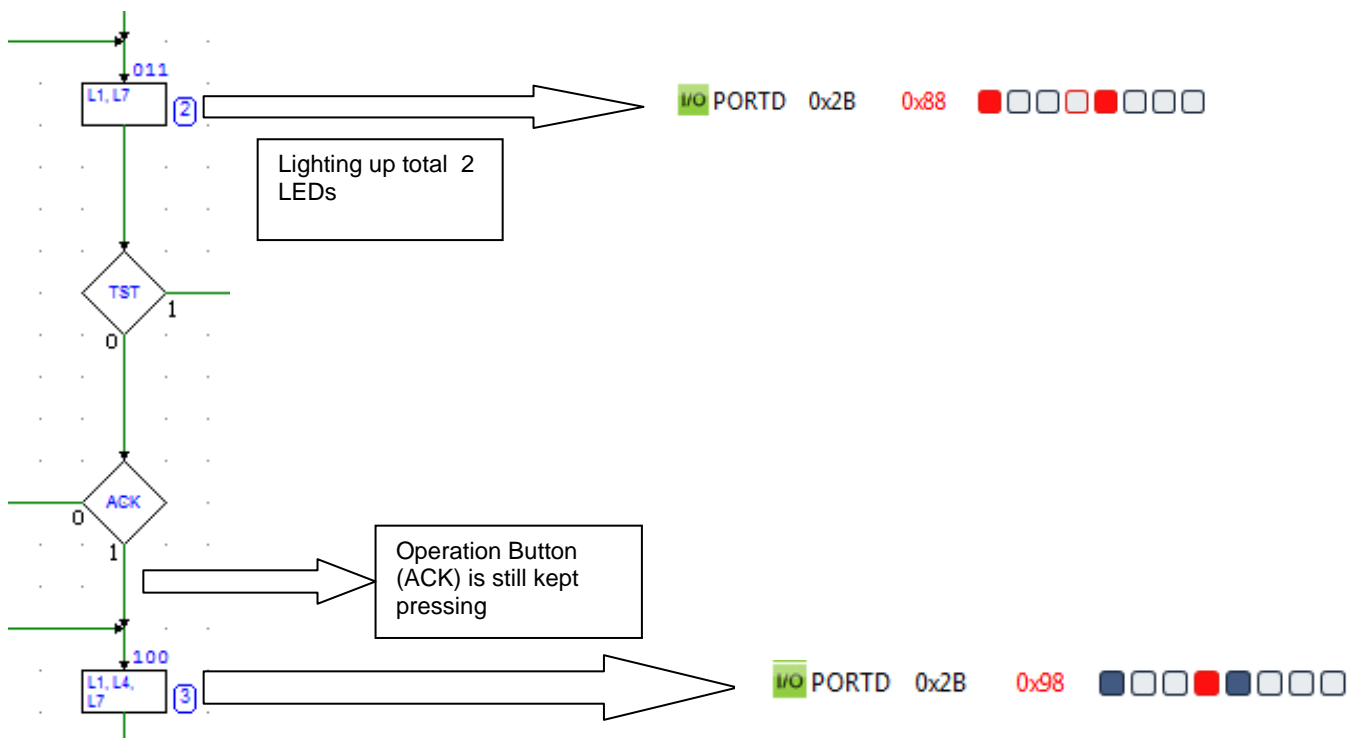 011
L1, L7
2
I/O PORTD 0x2B 0x88
Lighting up total 2
LEDs
TST
1
0
ACK
0
1
Operation Button
(ACK) is still kept
pressing
100
L1, L4,
L7
3
I/O PORTD 0x2B 0x98